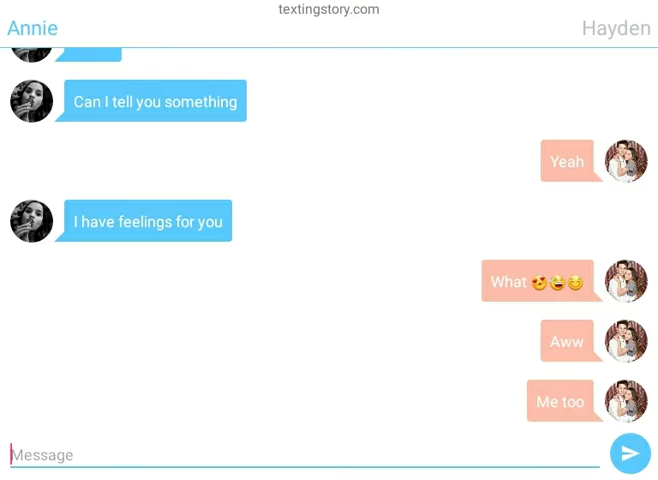 textingstory.com
Annie
Hayden
Can I tell you something
Yeah
I have feelings for you
What 😍😅😊
Aww
Me too
Message